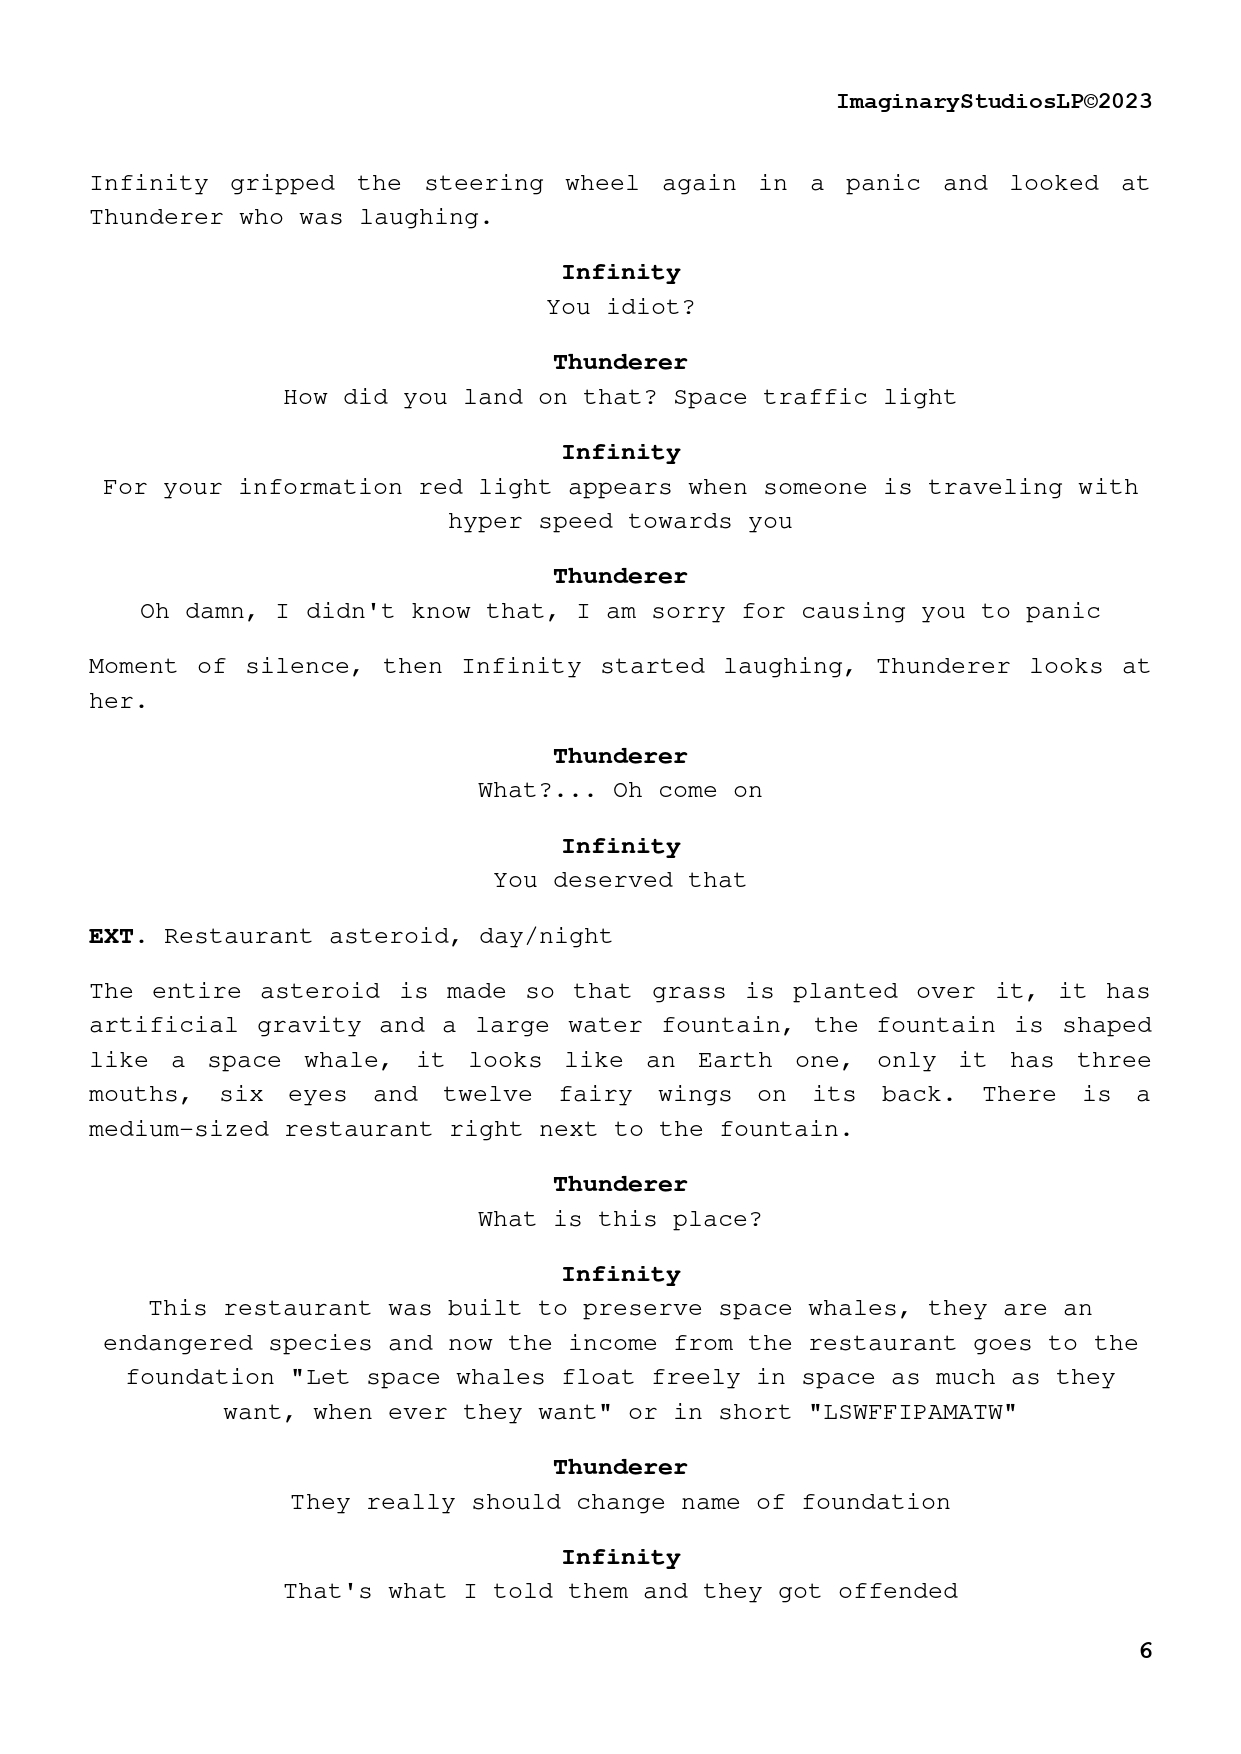 ImaginaryStudiosLP©2023
Infinity gripped the steering wheel again in a panic and looked at
Thunderer who was laughing.
Infinity
You idiot?
Thunderer
How did you land on that? Space traffic light
Infinity
For your information red light appears when someone is traveling with
hyper speed towards you
Thunderer
Oh damn, I didn't know that, I am sorry for causing you to panic
Moment of silence, then Infinity started laughing, Thunderer looks at
her.
Thunderer
What?... Oh come on
Infinity
You deserved that
EXT. Restaurant asteroid, day/night
The entire asteroid is made so that grass is planted over it, it has
artificial gravity and a large water fountain, the fountain is shaped
like a space whale, it looks like an Earth one, only it has three
mouths, six eyes and twelve fairy wings on its back. There is a
medium-sized restaurant right next to the fountain.
Thunderer
What is this place?
Infinity
This restaurant was built to preserve space whales, they are an
endangered species and now the income from the restaurant goes to the
foundation "Let space whales float freely in space as much as they
want, when ever they want" or in short "LSWFFIPAMATW"
Thunderer
They really should change name of foundation
Infinity
That's what I told them and they got offended
6